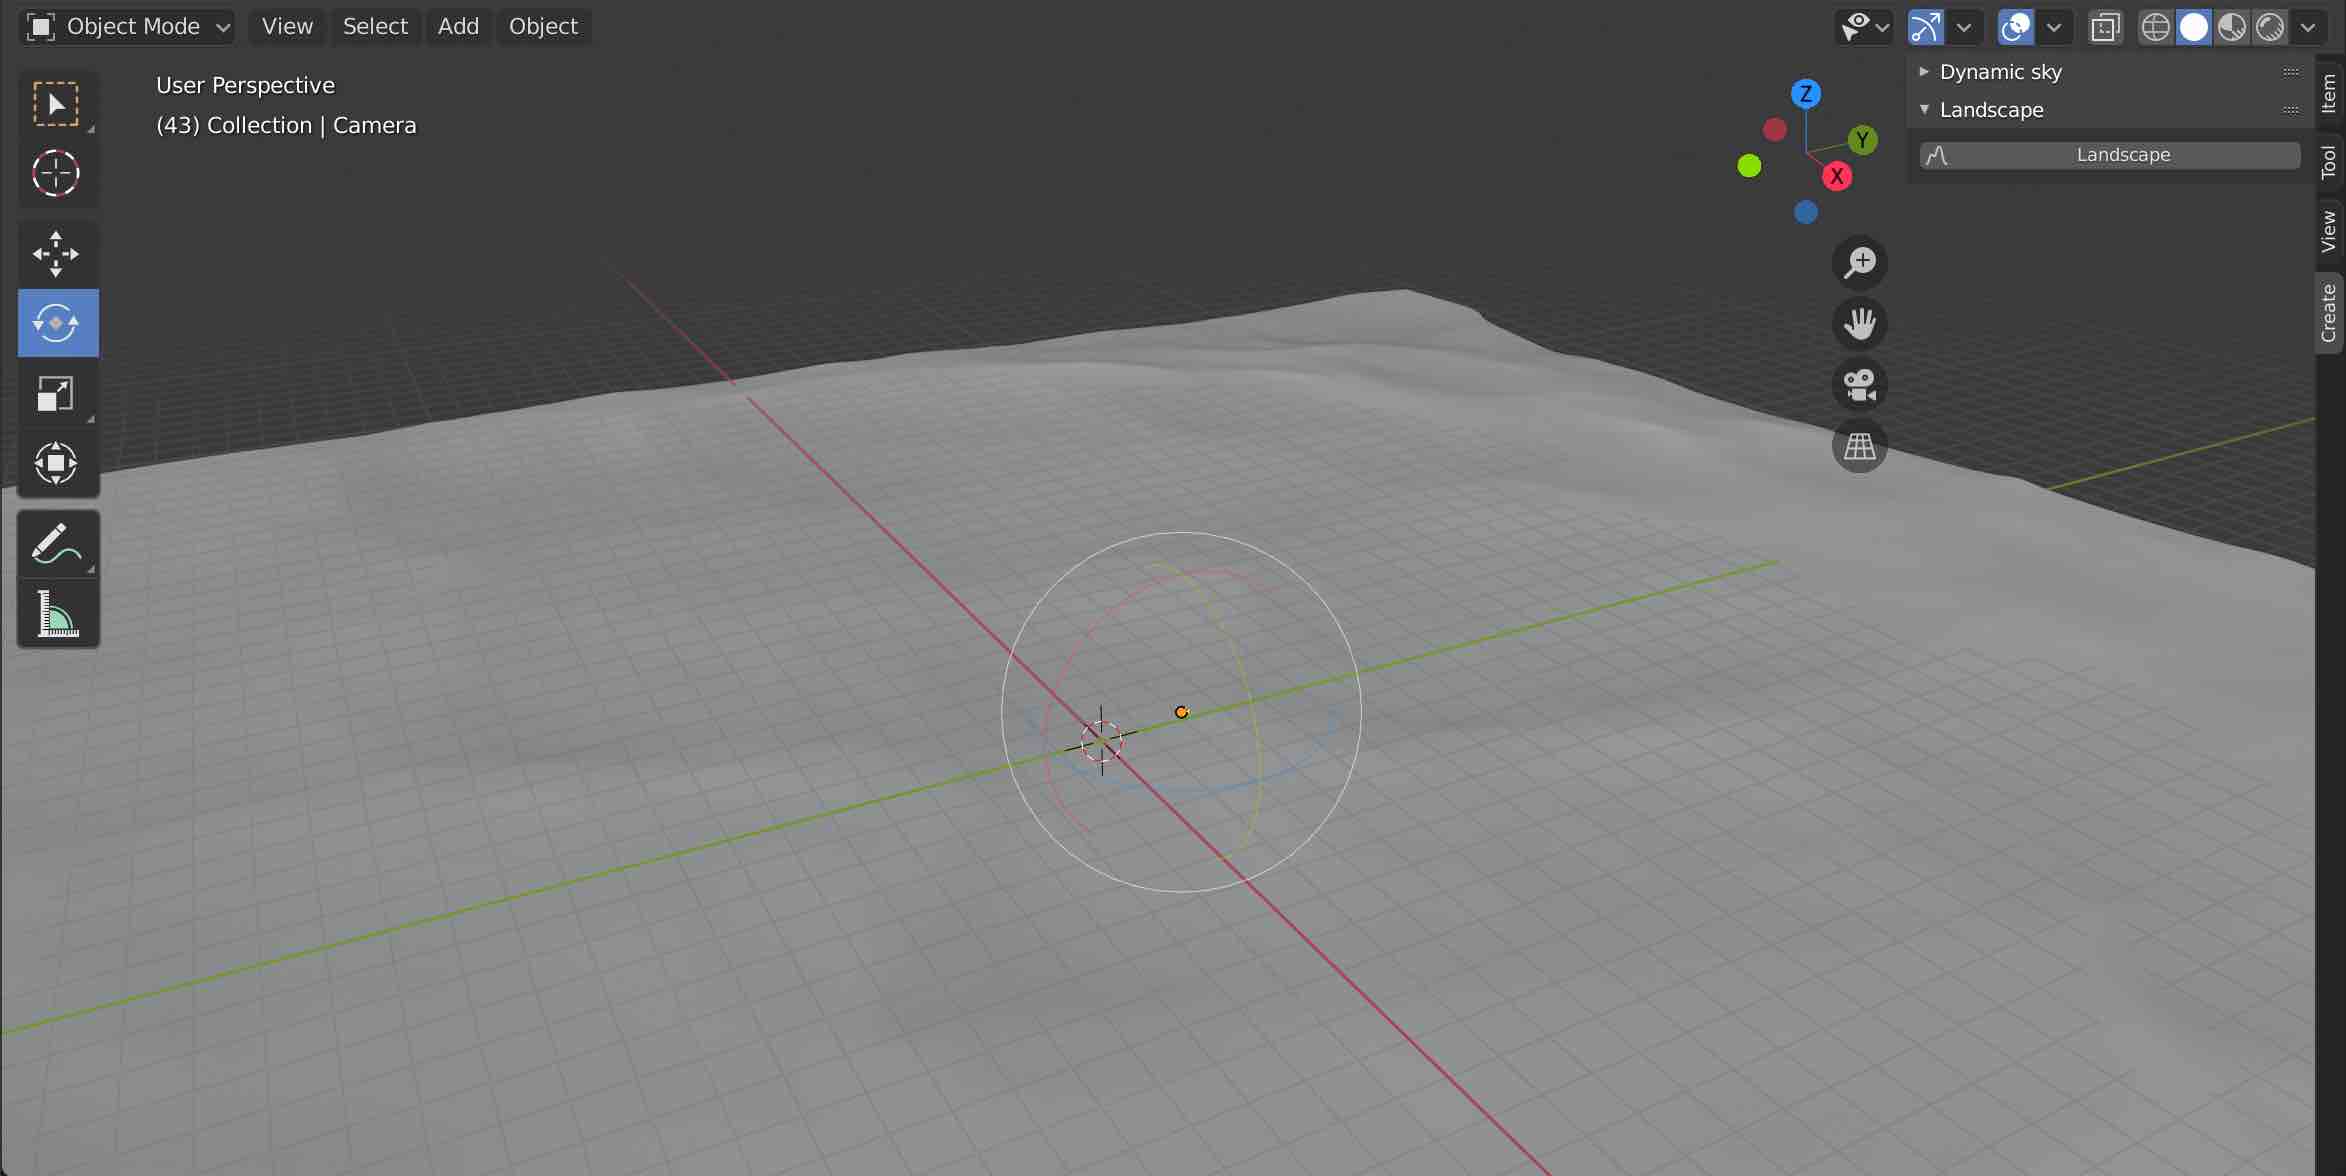 Object Mode View Select Add Object
User Perspective
(43) Collection | Camera
Z
Y
X
Dynamic sky
Landscape
Landscape
Item
Tool
View
Create